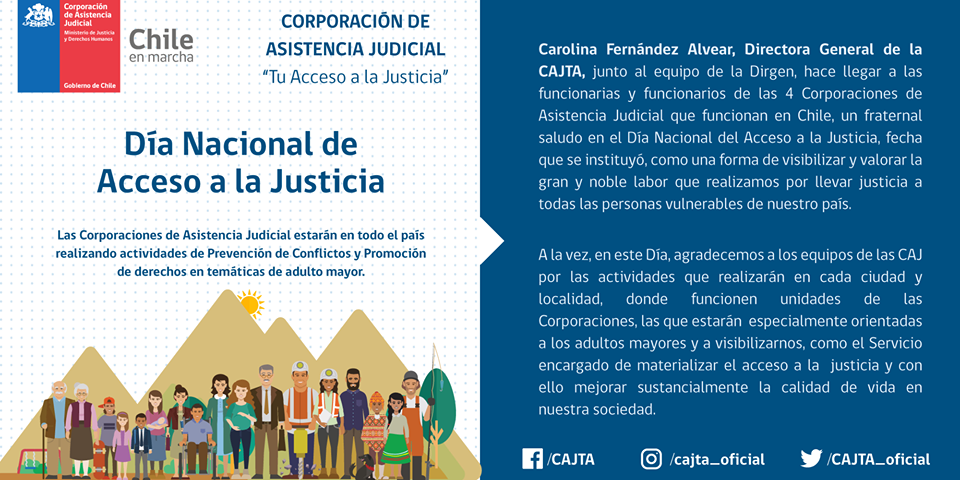 Corporación
de Asistencia
Judicial
Ministerio de Justicia
y Derechos Humanos
Gobierno de Chile
Chile
en marcha
CORPORACIÓN DE
ASISTENCIA JUDICIAL
“Tu Acceso a la Justicia”
Día Nacional de
Acceso a la Justicia
Las Corporaciones de Asistencia Judicial estarán en todo el país
realizando actividades de Prevención de Conflictos y Promoción
de derechos en temáticas de adulto mayor.
Carolina Fernández Alvear, Directora General de la
CAJTA, junto al equipo de la Dirgen, hace llegar a las
funcionarias y funcionarios de las 4 Corporaciones de
Asistencia Judicial que funcionan en Chile, un fraternal
saludo en el Día Nacional del Acceso a la Justicia, fecha
que se instituyó, como una forma de visibilizar y valorar la
gran y noble labor que realizamos por llevar justicia a
todas las personas vulnerables de nuestro país.
A la vez, en este Día, agradecemos a los equipos de las CAJ
por las actividades que realizarán en cada ciudad y
localidad, donde funcionen unidades de las
Corporaciones, las que estarán especialmente orientadas
a los adultos mayores y a visibilizarnos, como el Servicio
encargado de materializar el acceso a la justicia y con
ello mejorar sustancialmente la calidad de vida en
nuestra sociedad.
/CAJTA
/cajta_oficial
/CAJTA_oficial